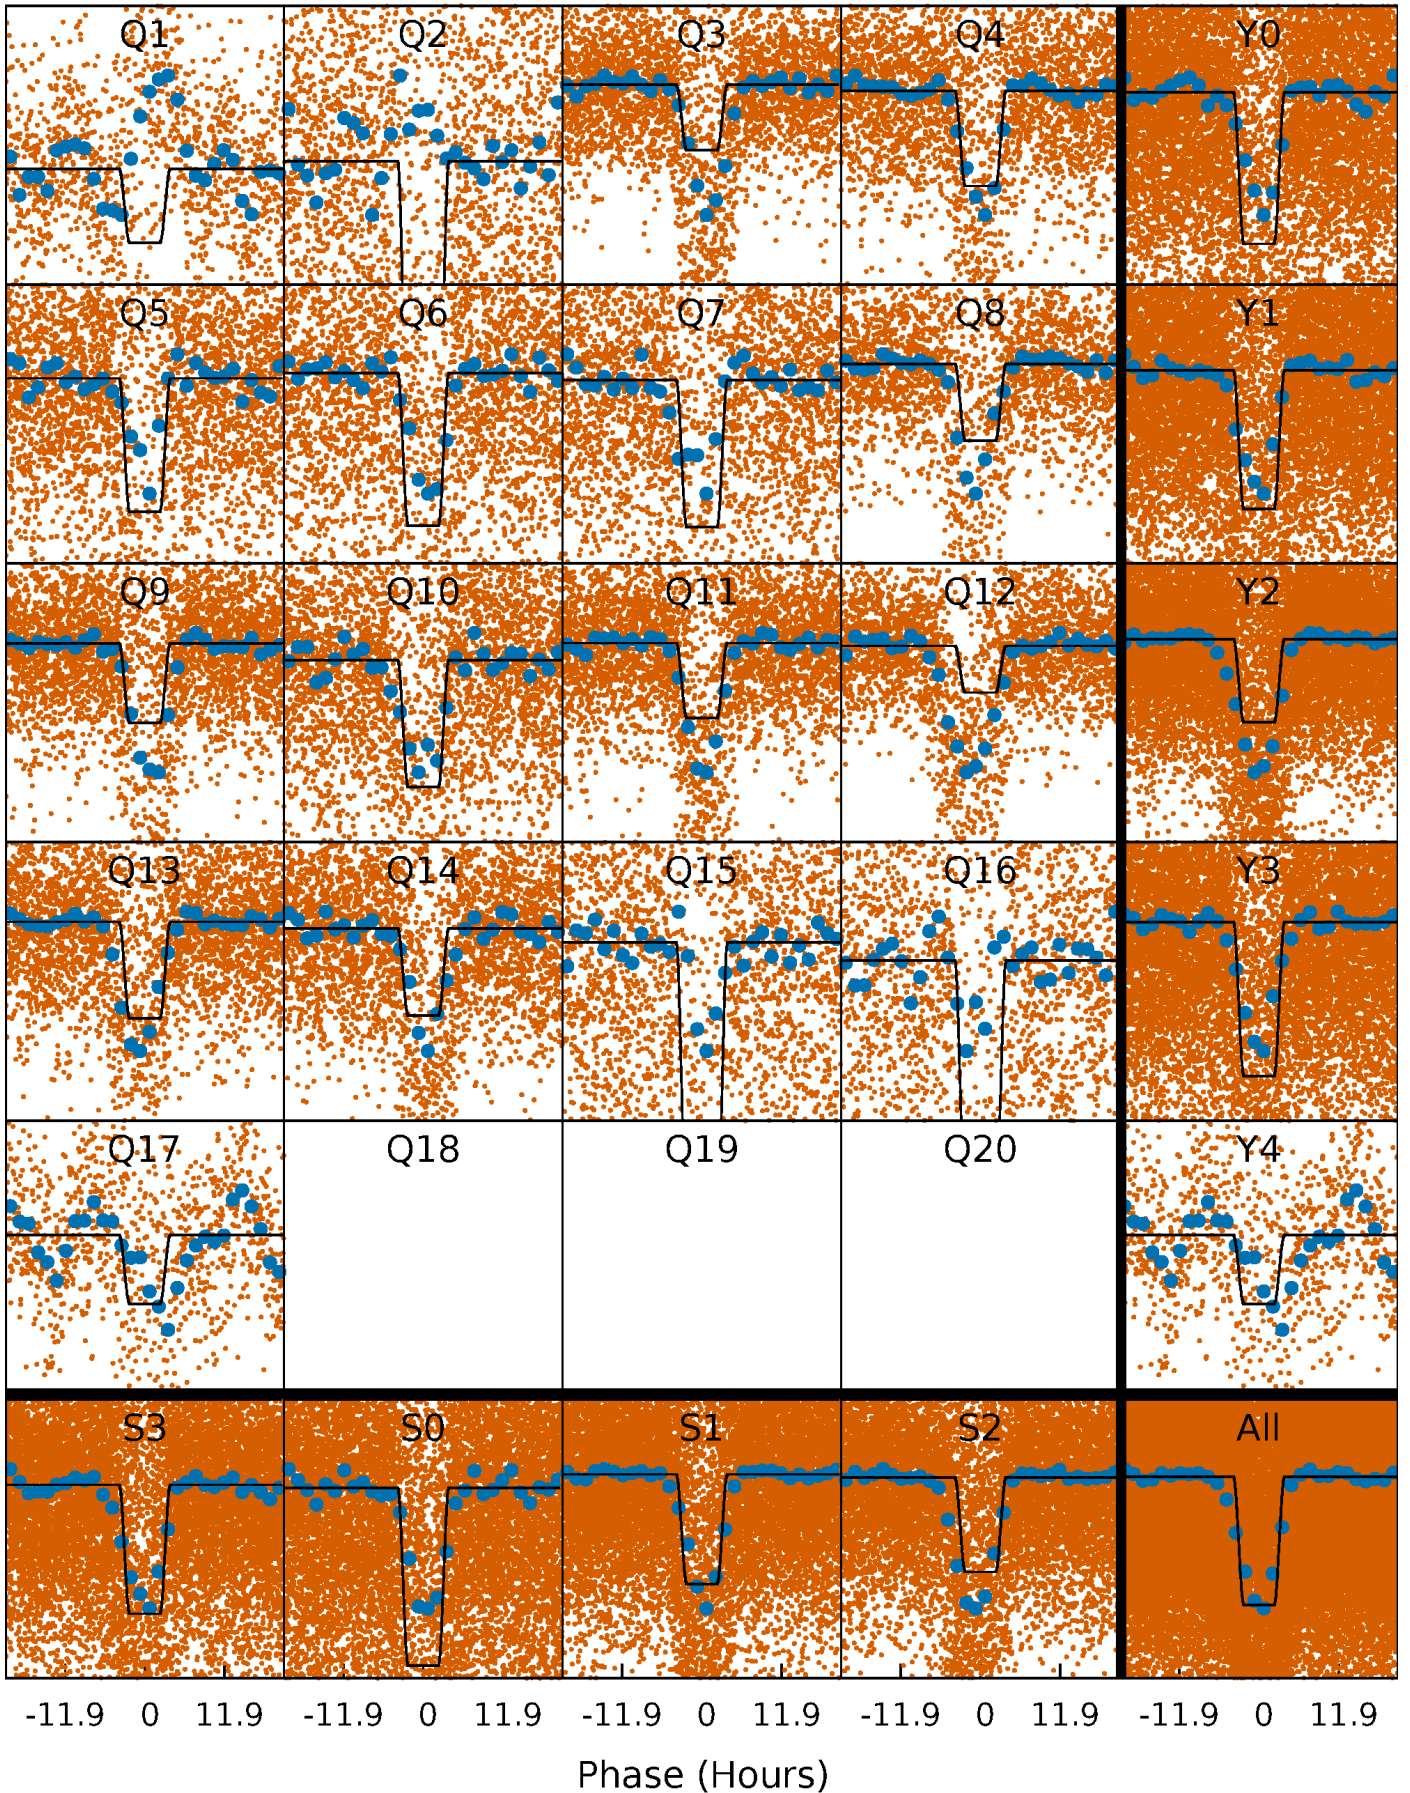 Q1 Q2 Q3 Q4 Y0
Q5 Q6 Q7 Q8 Y1
Q9 Q10 Q11 Q12 Y2
Q13 Q14 Q15 Q16 Y3
Q17 Q18 Q19 Q20 Y4
S3 S0 S1 S2 All
-11.9 0 11.9 -11.9 0 11.9 -11.9 0 11.9 -11.9 0 11.9 -11.9 0 11.9
Phase (Hours)